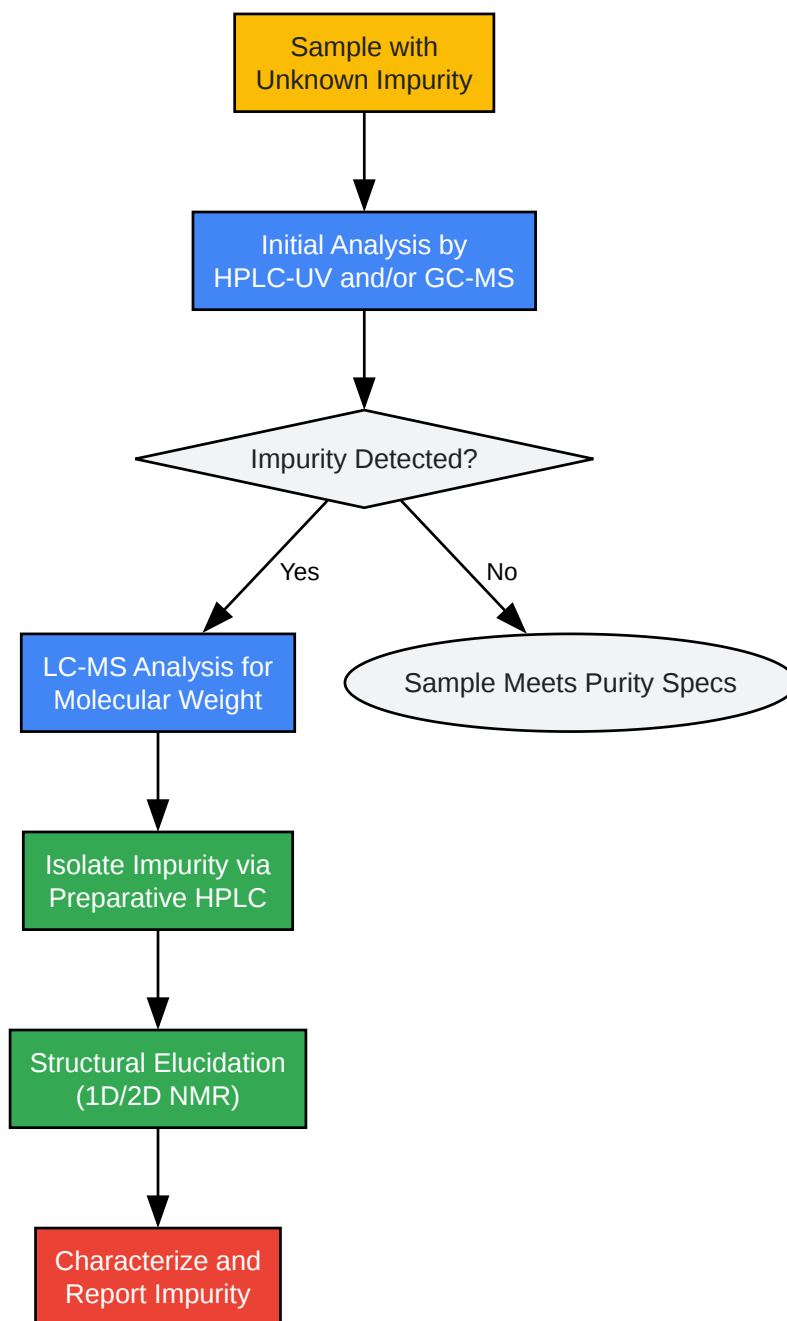 Sample with
Unknown Impurity
Initial Analysis by
HPLC-UV and/or GC-MS
Impurity Detected?
Yes
No
LC-MS Analysis for
Molecular Weight
Sample Meets Purity Specs
Isolate Impurity via
Preparative HPLC
Structural Elucidation
(1D/2D NMR)
Characterize and
Report Impurity